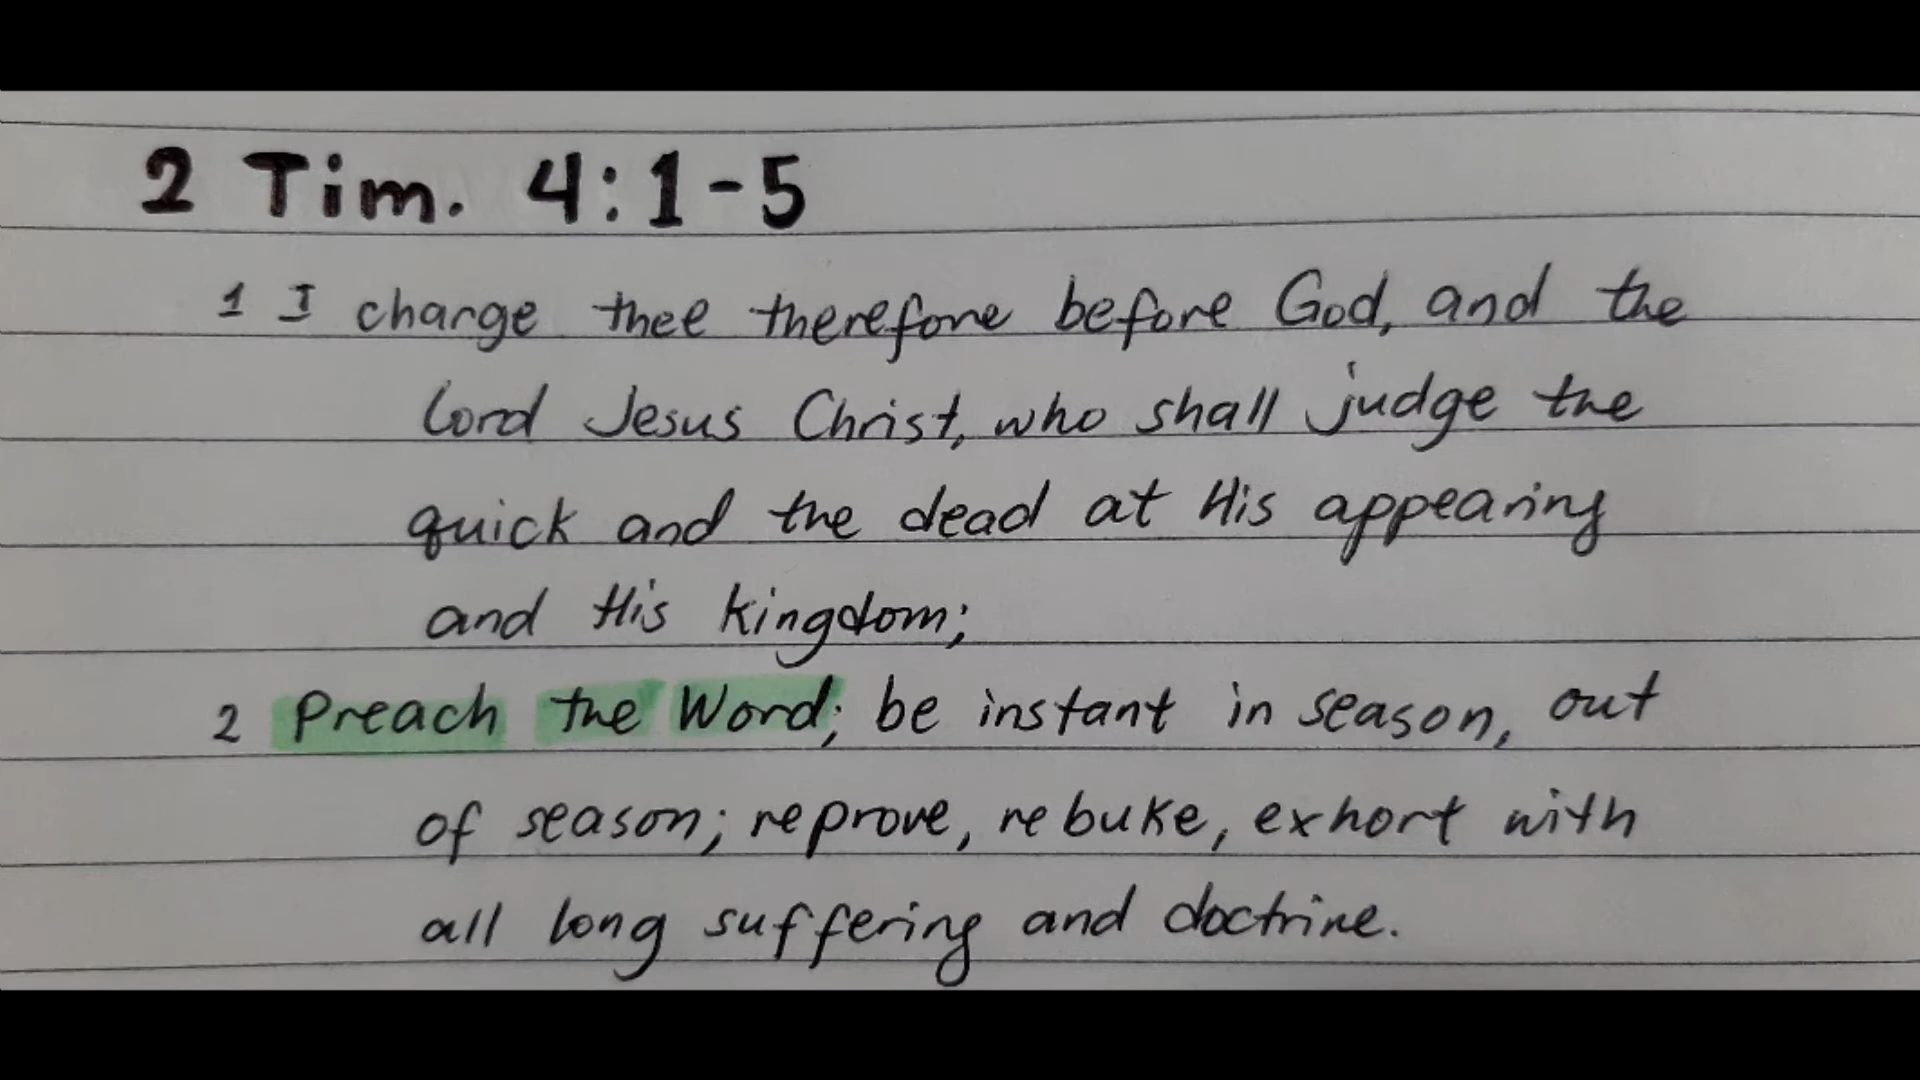 2 Tim. 4:1-5
1 I charge thee therefore before God, and the
Lord Jesus Christ, who shall judge the
quick and the dead at His appearing
and His kingdom;
2 Preach the Word; be instant in season, out
of season; reprove, rebuke, exhort with
all long suffering and doctrine.